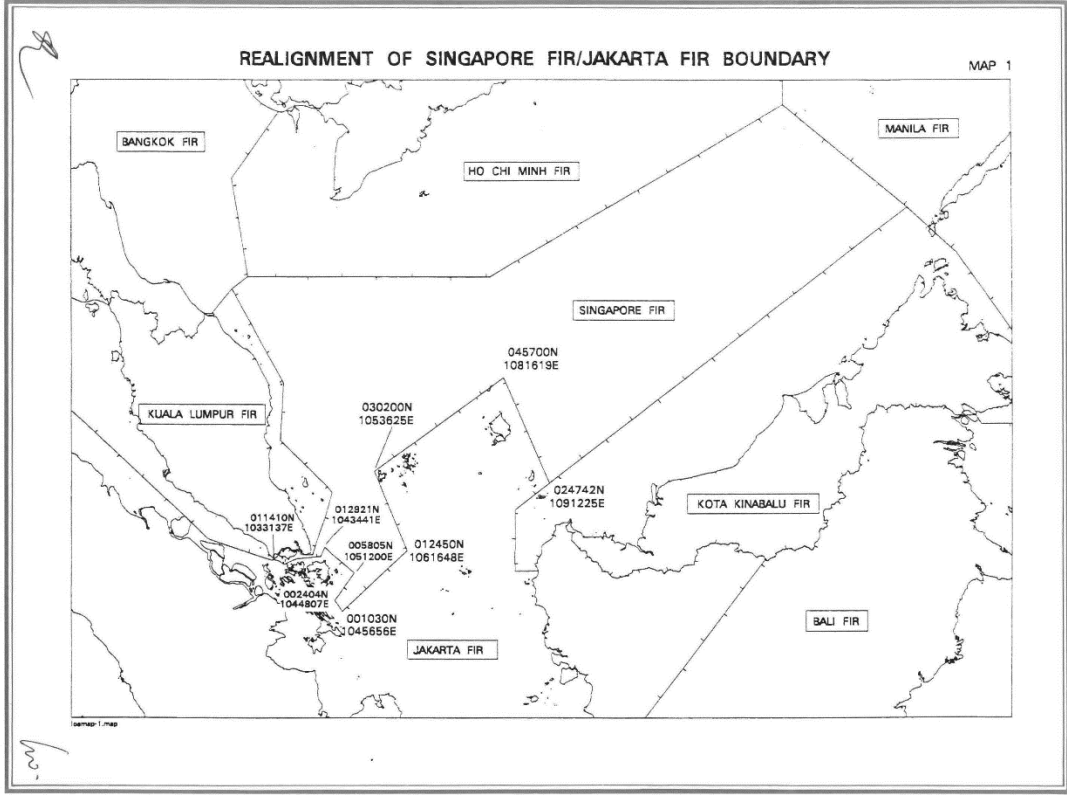 REALIGNMENT OF SINGAPORE FIR/JAKARTA FIR BOUNDARY
MAP 1
BANGKOK FIR
MANILA FIR
HO CHI MINH FIR
SINGAPORE FIR
045700N
1081619E
KUALA LUMPUR FIR
030200N
1053625E
024742N
1091225E
KOTA KINABALU FIR
011410N
1033137E
012821N
1043441E
005805N
1051200E
012450N
1061648E
002404N
1044807E
001030N
1045656E
JAKARTA FIR
BALI FIR
loamap-1.map